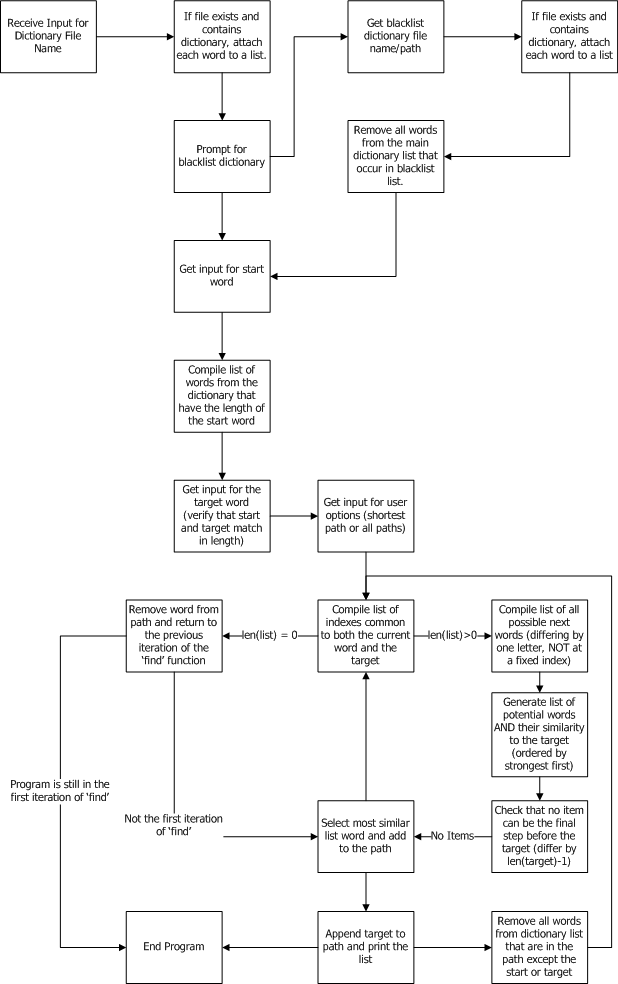 Receive Input for
Dictionary File
Name
If file exists and
contains
dictionary, attach
each word to a list.
Get blacklist
dictionary file
name/path
If file exists and
contains
dictionary, attach
each word to a list
Prompt for
blacklist dictionary
Remove all words
from the main
dictionary list that
occur in blacklist
list.
Get input for start
word
Compile list of
words from the
dictionary that
have the length of
the start word
Get input for the
target word
(verify that start
and target match
in length)
Get input for user
options (shortest
path or all paths)
Remove word from
path and return to
the previous
iteration of the
‘find’ function
len(list) = 0
Compile list of
indexes common
to both the current
word and the
target
len(list)>0
Compile list of all
possible next
words (differing by
one letter, NOT at
a fixed index)
Generate list of
potential words
AND their similarity
to the target
(ordered by
strongest first)
Program is still in the
first iteration of ‘find’
Not the first iteration
of ‘find’
Select most similar
list word and add
to the path
No Items
Check that no item
can be the final
step before the
target (differ by
len(target)-1)
End Program
Append target to
path and print the
list
Remove all words
from dictionary list
that are in the
path except the
start or target